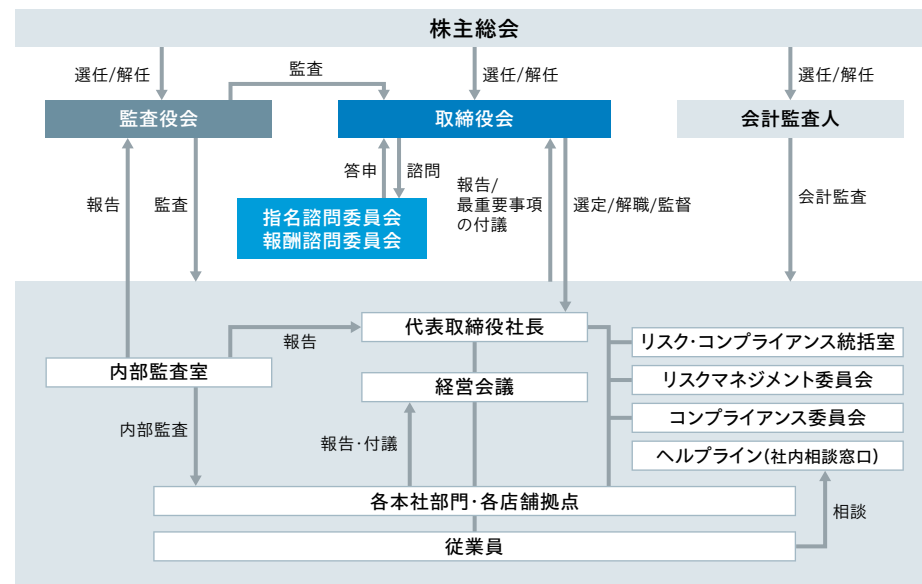 株主総会
選任/解任
監査
選任/解任
選任/解任
監査役会
取締役会
会計監査人
報告
監査
答申
諮問
報告/
最重要事項
の付議
選定/解職/監督
会計監査
指名諮問委員会
報酬諮問委員会
代表取締役社長
報告
リスク・コンプライアンス統括室
内部監査室
経営会議
リスクマネジメント委員会
コンプライアンス委員会
内部監査
報告・付議
ヘルプライン(社内相談窓口)
各本社部門・各店舗拠点
相談
従業員